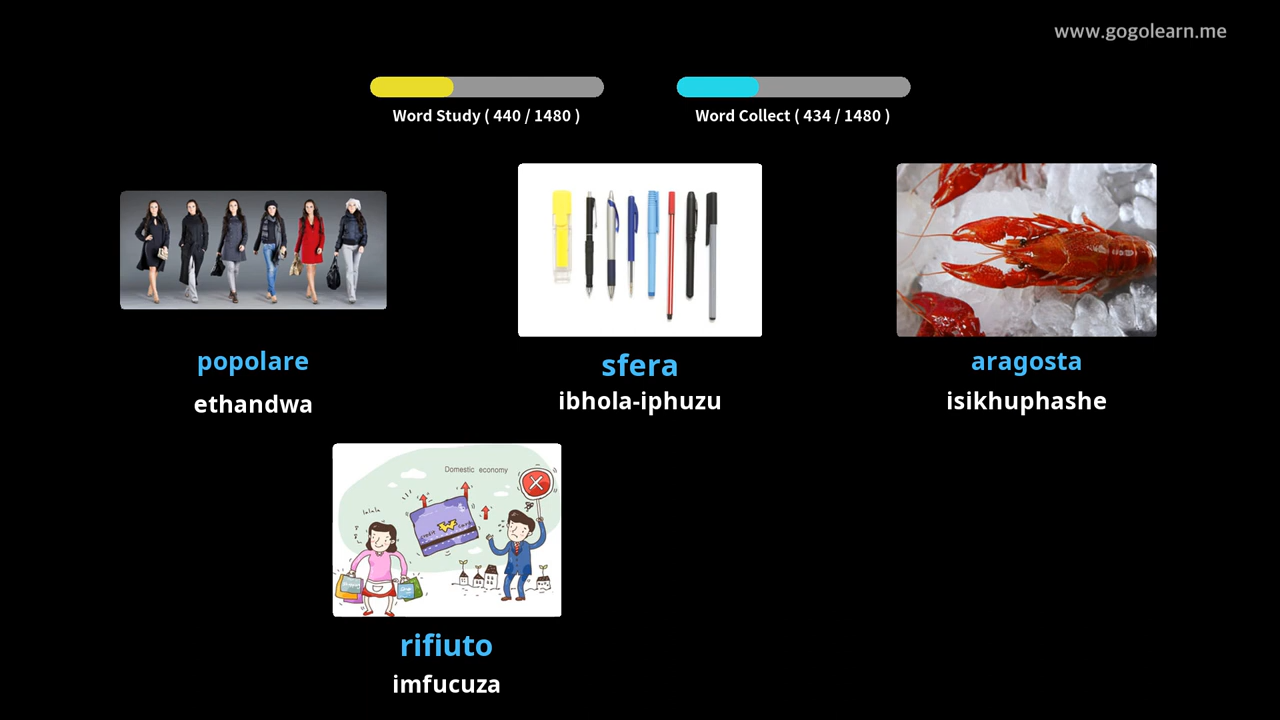 www.gogolearn.me
Word Study ( 440 / 1480 )
Word Collect ( 434 / 1480 )
popolare
ethandwa
sfera
ibhola-iphuzu
aragosta
isikhuphashe
Domestic economy
lalala
rifiuto
imfucuza